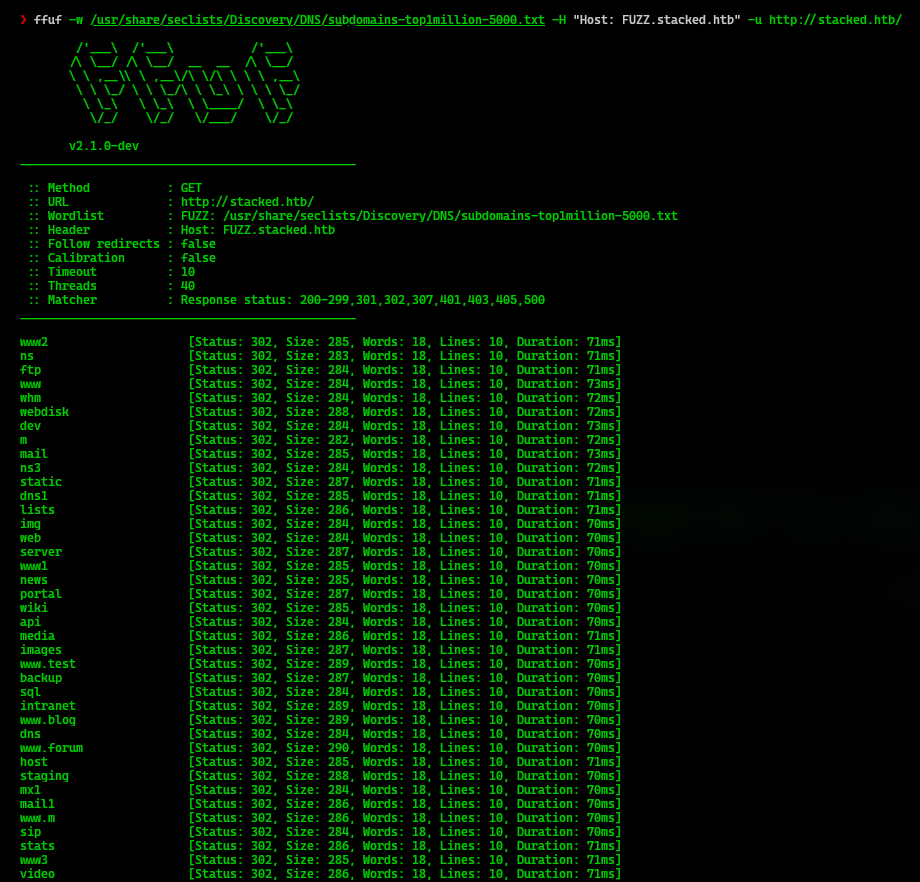 ❯ ffuf -w /usr/share/seclists/Discovery/DNS/subdomains-top1million-5000.txt -H "Host: FUZZ.stacked.htb" -u http://stacked.htb/
        /'___\  /'___\           /'___\
       /\ \__/ /\ \__/  __  __  /\ \__/
       \ \ ,__\\ \ ,__\/\ \/\ \ \ \ ,__\
        \ \ \_/ \ \ \_/\ \ \_\ \ \ \ \_/
         \ \_\   \ \_\  \ \____/  \ \_\
          \/_/    \/_/   \/___/    \/_/
       v2.1.0-dev
________________________________________________
 :: Method           : GET
 :: URL              : http://stacked.htb/
 :: Wordlist         : FUZZ: /usr/share/seclists/Discovery/DNS/subdomains-top1million-5000.txt
 :: Header           : Host: FUZZ.stacked.htb
 :: Follow redirects : false
 :: Calibration      : false
 :: Timeout          : 10
 :: Threads          : 40
 :: Matcher          : Response status: 200-299,301,302,307,401,403,405,500
________________________________________________
www2                    [Status: 302, Size: 285, Words: 18, Lines: 10, Duration: 71ms]
ns                      [Status: 302, Size: 283, Words: 18, Lines: 10, Duration: 71ms]
ftp                     [Status: 302, Size: 284, Words: 18, Lines: 10, Duration: 71ms]
www                     [Status: 302, Size: 284, Words: 18, Lines: 10, Duration: 73ms]
whm                     [Status: 302, Size: 284, Words: 18, Lines: 10, Duration: 72ms]
webdisk                 [Status: 302, Size: 288, Words: 18, Lines: 10, Duration: 72ms]
dev                     [Status: 302, Size: 284, Words: 18, Lines: 10, Duration: 73ms]
m                       [Status: 302, Size: 282, Words: 18, Lines: 10, Duration: 72ms]
mail                    [Status: 302, Size: 285, Words: 18, Lines: 10, Duration: 73ms]
ns3                     [Status: 302, Size: 284, Words: 18, Lines: 10, Duration: 72ms]
static                  [Status: 302, Size: 287, Words: 18, Lines: 10, Duration: 71ms]
dns1                    [Status: 302, Size: 285, Words: 18, Lines: 10, Duration: 71ms]
lists                   [Status: 302, Size: 286, Words: 18, Lines: 10, Duration: 71ms]
img                     [Status: 302, Size: 284, Words: 18, Lines: 10, Duration: 70ms]
web                     [Status: 302, Size: 284, Words: 18, Lines: 10, Duration: 70ms]
server                  [Status: 302, Size: 287, Words: 18, Lines: 10, Duration: 70ms]
www1                    [Status: 302, Size: 285, Words: 18, Lines: 10, Duration: 70ms]
news                    [Status: 302, Size: 285, Words: 18, Lines: 10, Duration: 70ms]
portal                  [Status: 302, Size: 287, Words: 18, Lines: 10, Duration: 70ms]
wiki                    [Status: 302, Size: 285, Words: 18, Lines: 10, Duration: 70ms]
api                     [Status: 302, Size: 284, Words: 18, Lines: 10, Duration: 70ms]
media                   [Status: 302, Size: 286, Words: 18, Lines: 10, Duration: 71ms]
images                  [Status: 302, Size: 287, Words: 18, Lines: 10, Duration: 71ms]
www.test                [Status: 302, Size: 289, Words: 18, Lines: 10, Duration: 70ms]
backup                  [Status: 302, Size: 287, Words: 18, Lines: 10, Duration: 70ms]
sql                     [Status: 302, Size: 284, Words: 18, Lines: 10, Duration: 70ms]
intranet                [Status: 302, Size: 289, Words: 18, Lines: 10, Duration: 70ms]
www.blog                [Status: 302, Size: 289, Words: 18, Lines: 10, Duration: 70ms]
dns                     [Status: 302, Size: 284, Words: 18, Lines: 10, Duration: 70ms]
www.forum               [Status: 302, Size: 290, Words: 18, Lines: 10, Duration: 70ms]
host                    [Status: 302, Size: 285, Words: 18, Lines: 10, Duration: 71ms]
staging                 [Status: 302, Size: 288, Words: 18, Lines: 10, Duration: 70ms]
mx1                     [Status: 302, Size: 284, Words: 18, Lines: 10, Duration: 70ms]
mail1                   [Status: 302, Size: 286, Words: 18, Lines: 10, Duration: 70ms]
www.m                   [Status: 302, Size: 286, Words: 18, Lines: 10, Duration: 70ms]
sip                     [Status: 302, Size: 284, Words: 18, Lines: 10, Duration: 70ms]
stats                   [Status: 302, Size: 286, Words: 18, Lines: 10, Duration: 71ms]
www3                    [Status: 302, Size: 285, Words: 18, Lines: 10, Duration: 71ms]
video                   [Status: 302, Size: 286, Words: 18, Lines: 10, Duration: 71ms]